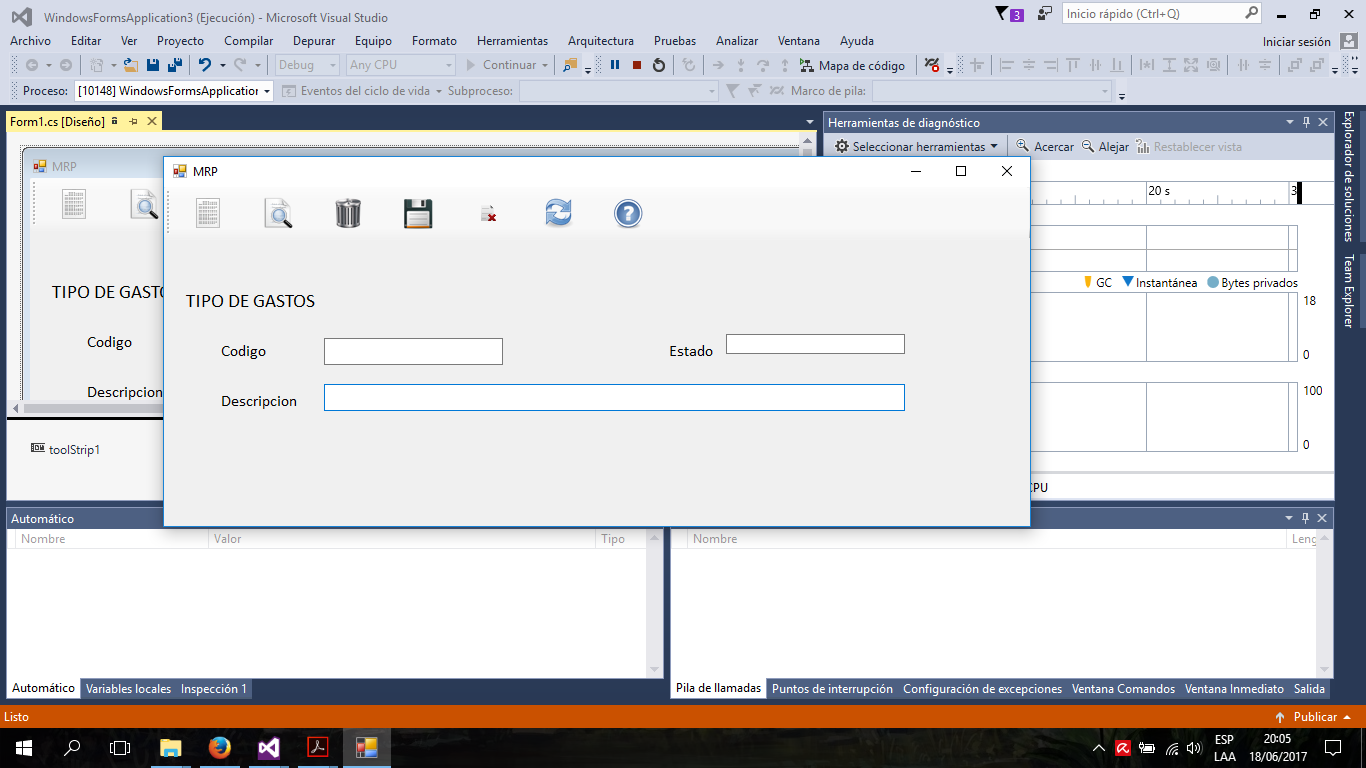 WindowsFormsApplication3 (Ejecución) - Microsoft Visual Studio
3
Inicio rápido (Ctrl+Q)
Archivo Editar Ver Proyecto Compilar Depurar Equipo Formato Herramientas Arquitectura Pruebas Analizar Ventana Ayuda
Iniciar sesión
Debug Any CPU Continuar Mapa de código
Proceso: [10148] WindowsFormsApplication Eventos del ciclo de vida Subproceso: Marco de pila:
Form1.cs [Diseño]
Herramientas de diagnóstico
Seleccionar herramientas Acercar Alejar Restablecer vista
Explorador de soluciones
Team Explorer
MRP
TIPO DE GASTO
Codigo
Descripcion
toolStrip1
MRP
TIPO DE GASTOS
Codigo
Estado
Descripcion
20 s 3
GC Instantánea Bytes privados
18
0
100
0
CPU
Automático
Nombre Valor Tipo
Nombre Leng
Automático Variables locales Inspección 1
Pila de llamadas Puntos de interrupción Configuración de excepciones Ventana Comandos Ventana Inmediato Salida
Listo
Publicar
ESP
LAA
20:05
18/06/2017